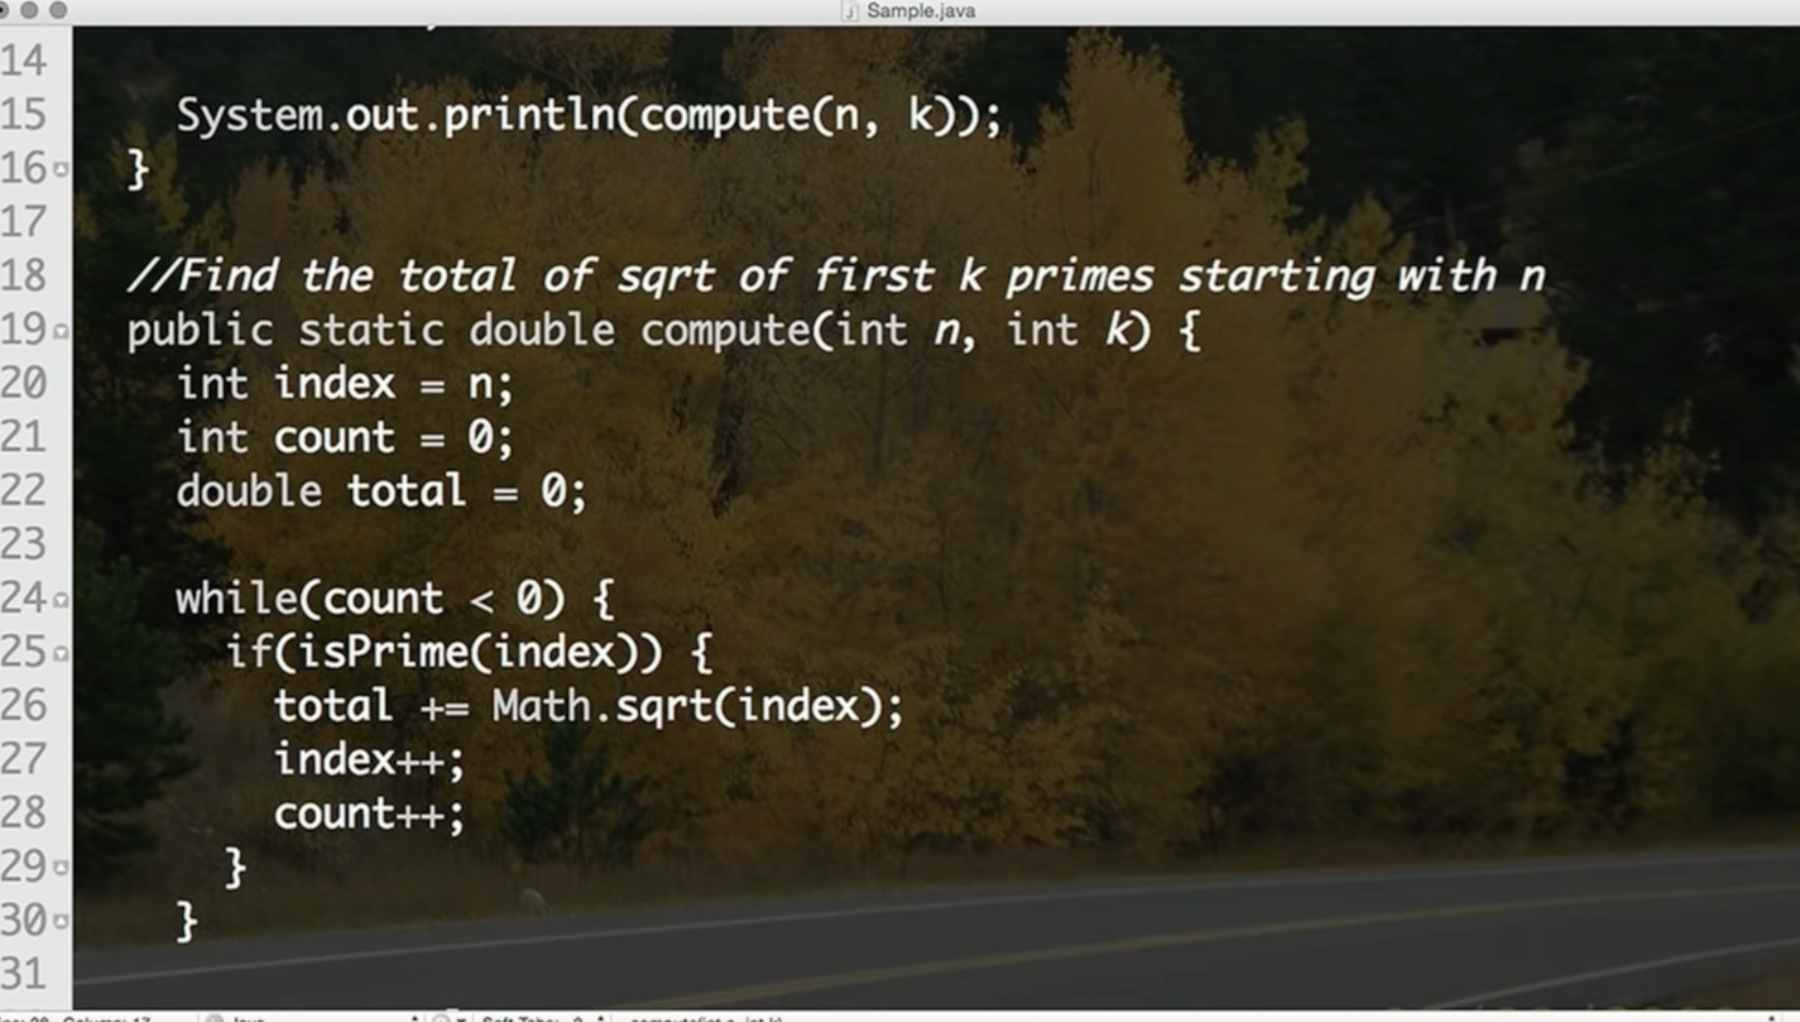 Sample.java
14
15 System.out.println(compute(n, k));
16 }
17
18 //Find the total of sqrt of first k primes starting with n
19 public static double compute(int n, int k) {
20 int index = n;
21 int count = 0;
22 double total = 0;
23
24 while(count < 0) {
25 if(isPrime(index)) {
26 total += Math.sqrt(index);
27 index++;
28 count++;
29 }
30 }
31